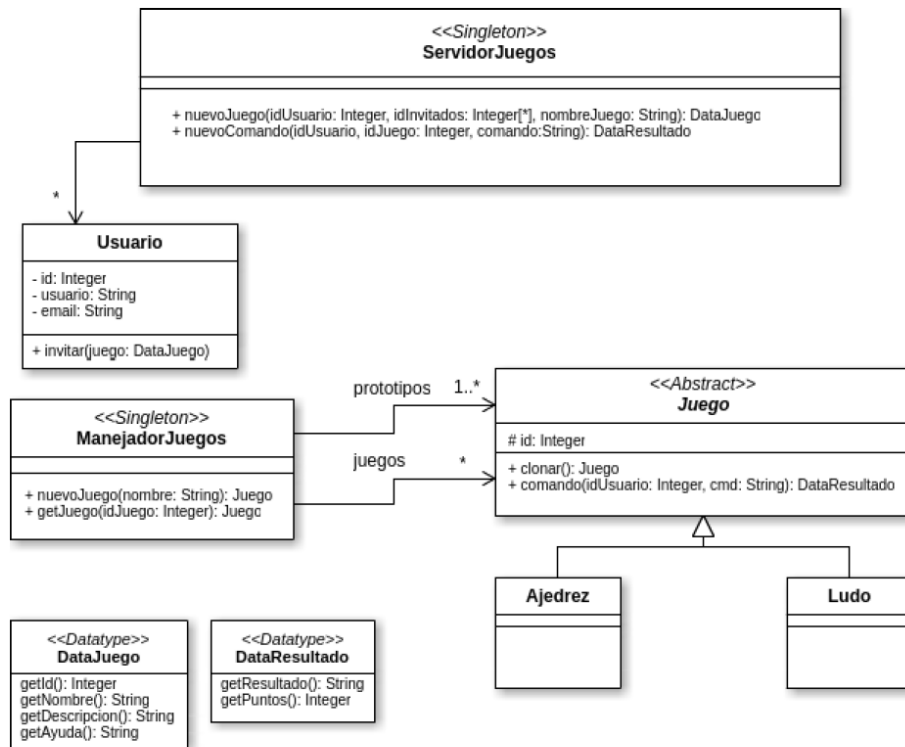 <<Singleton>>
ServidorJuegos
+ nuevoJuego(idUsuario: Integer, idInvitados: Integer[*], nombreJuego: String): DataJuego
+ nuevoComando(idUsuario, idJuego: Integer, comando:String): DataResultado
*
Usuario
- id: Integer
- usuario: String
- email: String
+ invitar(juego: DataJuego)
prototipos
1..*
<<Singleton>>
ManejadorJuegos
+ nuevoJuego(nombre: String): Juego
+ getJuego(idJuego: Integer): Juego
juegos
*
<<Abstract>>
Juego
# id: Integer
+ clonar(): Juego
+ comando(idUsuario: Integer, cmd: String): DataResultado
Ajedrez
Ludo
<<Datatype>>
DataJuego
getId(): Integer
getNombre(): String
getDescripcion(): String
getAyuda(): String
<<Datatype>>
DataResultado
getResultado(): String
getPuntos(): Integer